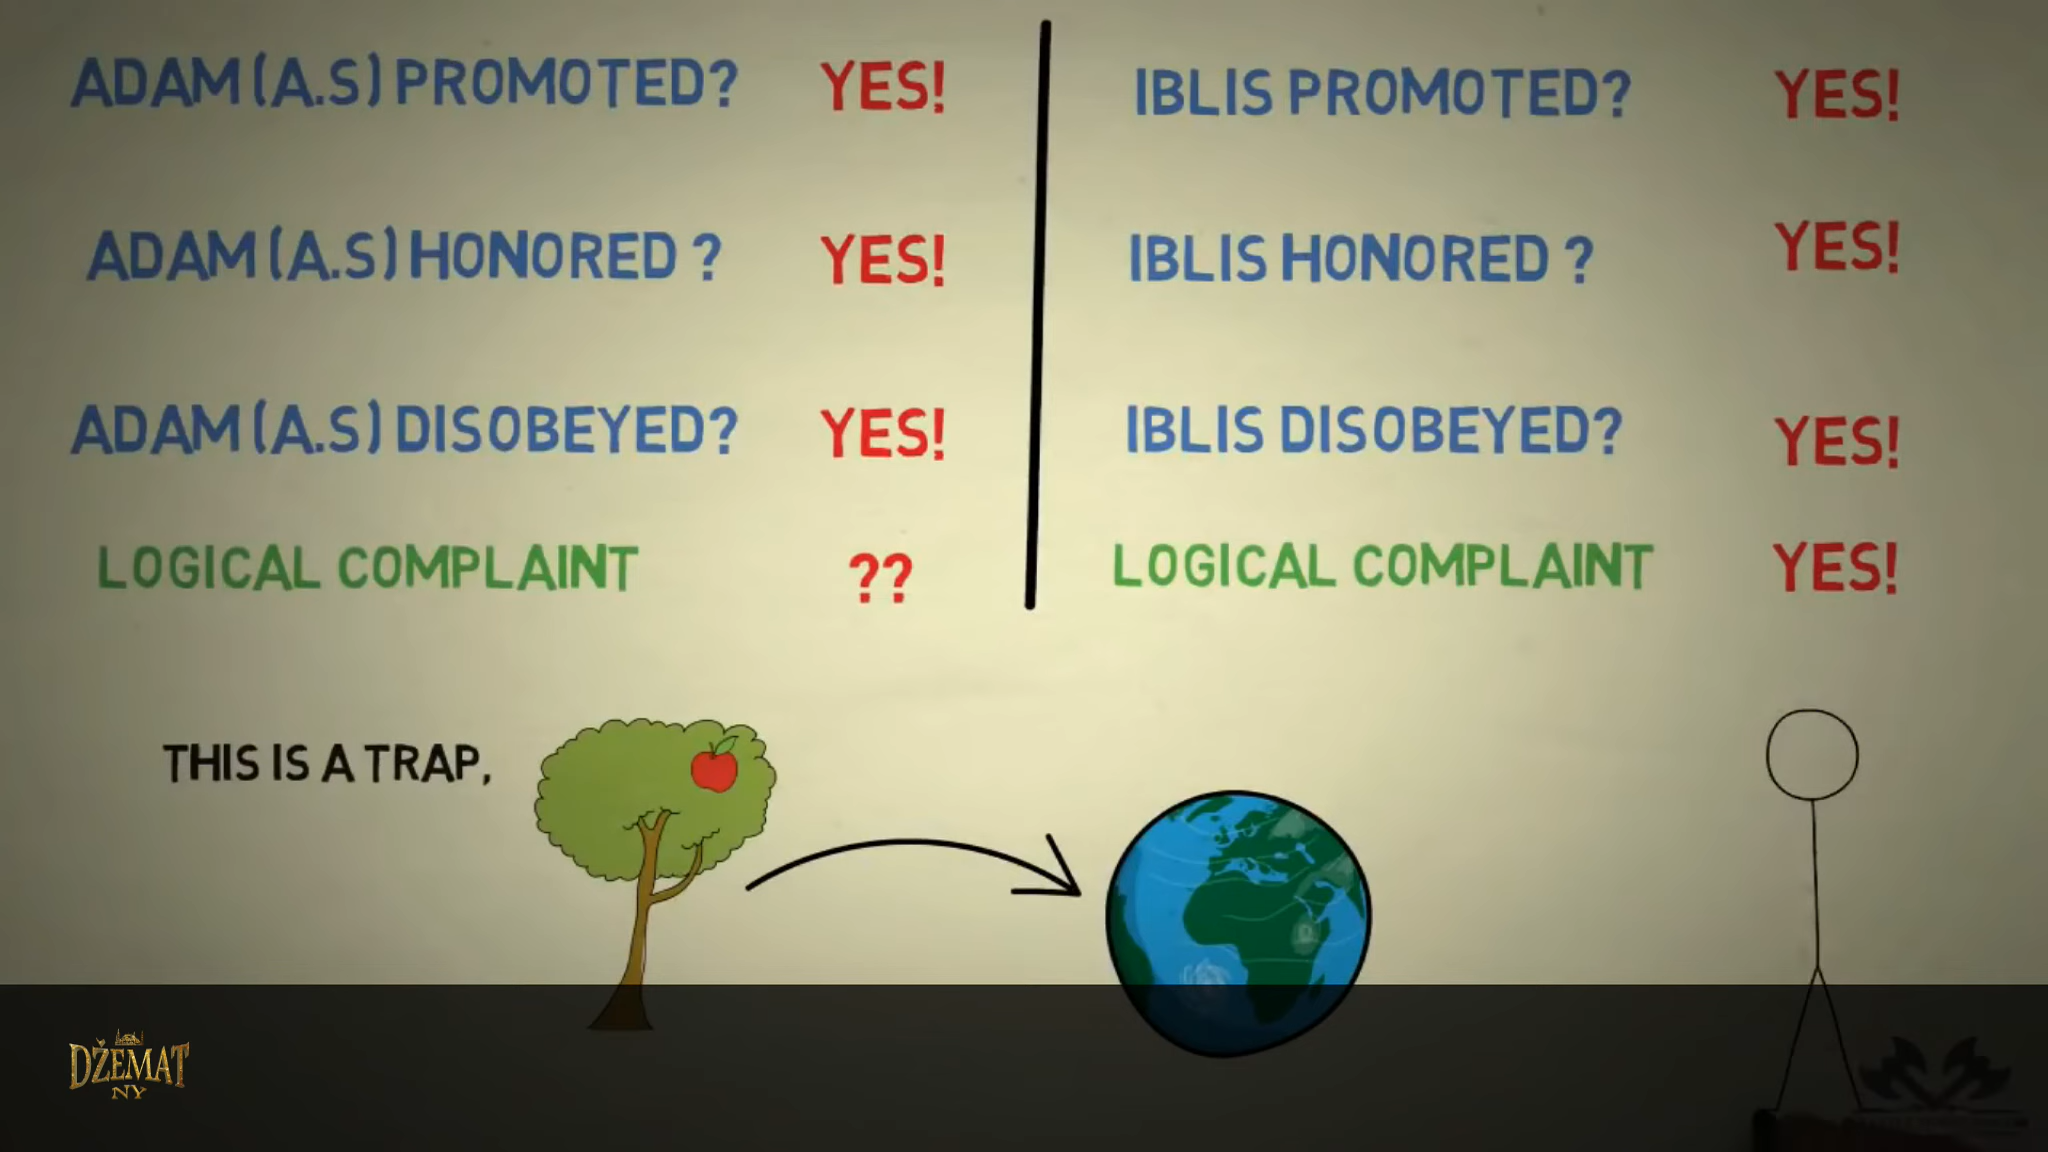 ADAM (A.S) PROMOTED? YES!
ADAM (A.S) HONORED ? YES!
ADAM (A.S) DISOBEYED? YES!
LOGICAL COMPLAINT ??
IBLIS PROMOTED? YES!
IBLIS HONORED ? YES!
IBLIS DISOBEYED? YES!
LOGICAL COMPLAINT YES!
THIS IS A TRAP,
DŽEMAT
NY